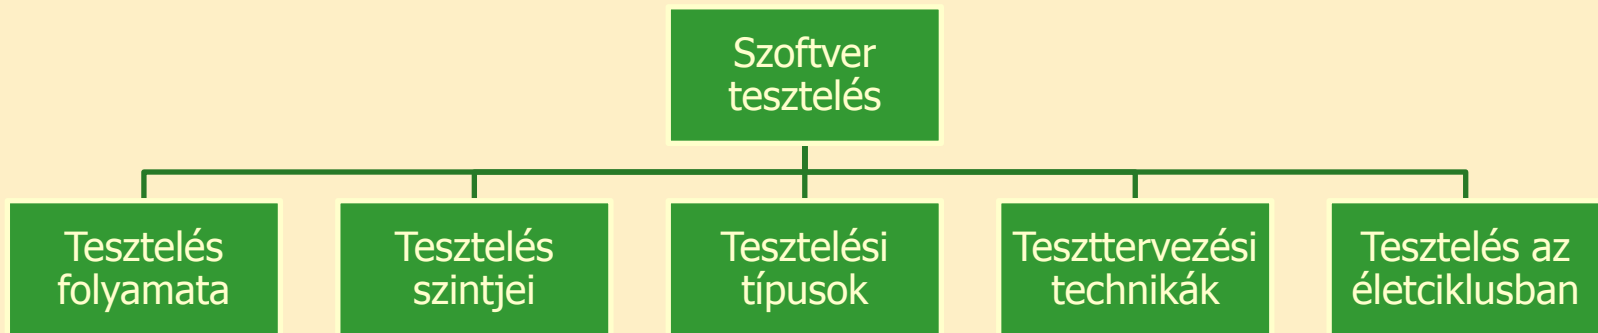 Szoftver
tesztelés
Tesztelés
folyamata
Tesztelés
szintjei
Tesztelési
típusok
Teszttervezési
technikák
Tesztelés az
életciklusban